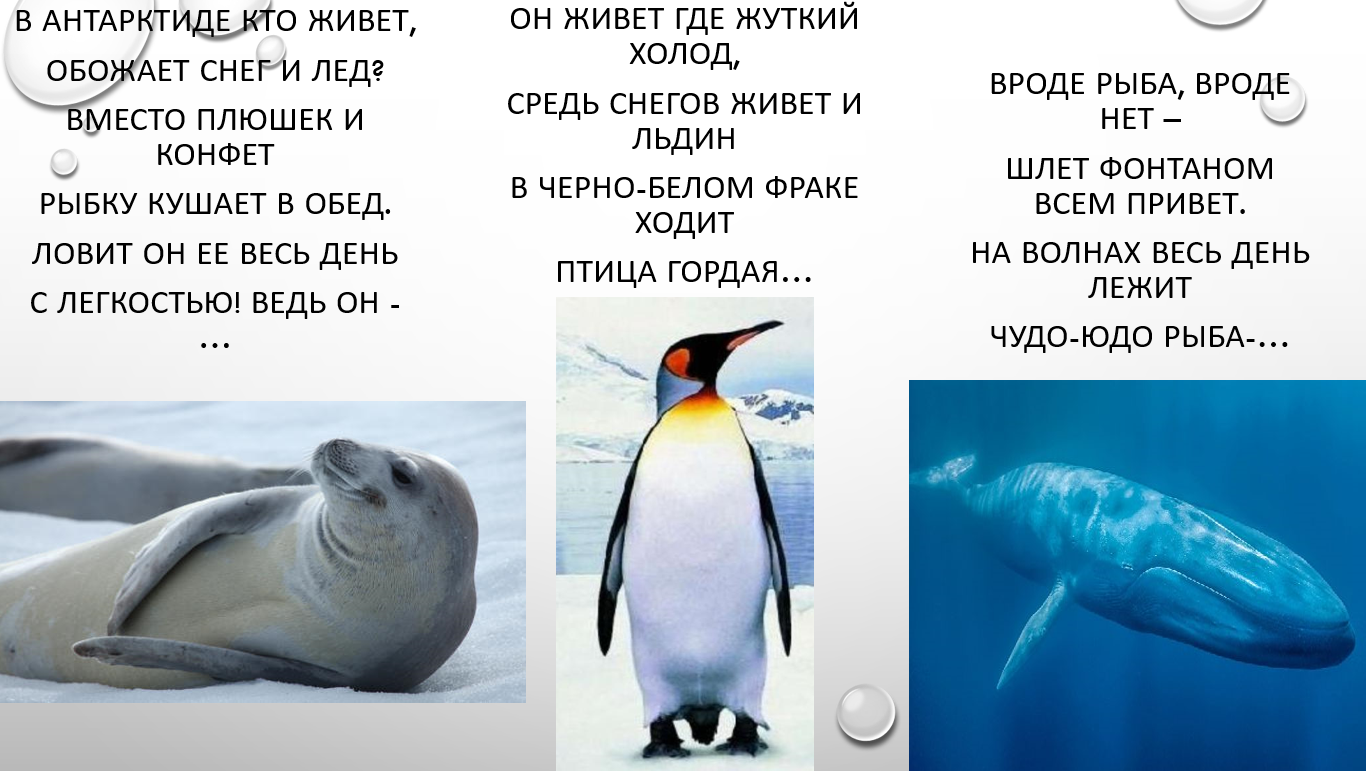 В АНТАРКТИДЕ КТО ЖИВЕТ,
ОБОЖАЕТ СНЕГ И ЛЕД?
ВМЕСТО ПЛЮШЕК И
КОНФЕТ
РЫБКУ КУШАЕТ В ОБЕД.
ЛОВИТ ОН ЕЕ ВЕСЬ ДЕНЬ
С ЛЕГКОСТЬЮ! ВЕДЬ ОН -
…
ОН ЖИВЕТ ГДЕ ЖУТКИЙ
ХОЛОД,
СРЕДЬ СНЕГОВ ЖИВЕТ И
ЛЬДИН
В ЧЕРНО-БЕЛОМ ФРАКЕ
ХОДИТ
ПТИЦА ГОРДАЯ…
ВРОДЕ РЫБА, ВРОДЕ
НЕТ –
ШЛЕТ ФОНТАНОМ
ВСЕМ ПРИВЕТ.
НА ВОЛНАХ ВЕСЬ ДЕНЬ
ЛЕЖИТ
ЧУДО-ЮДО РЫБА-…